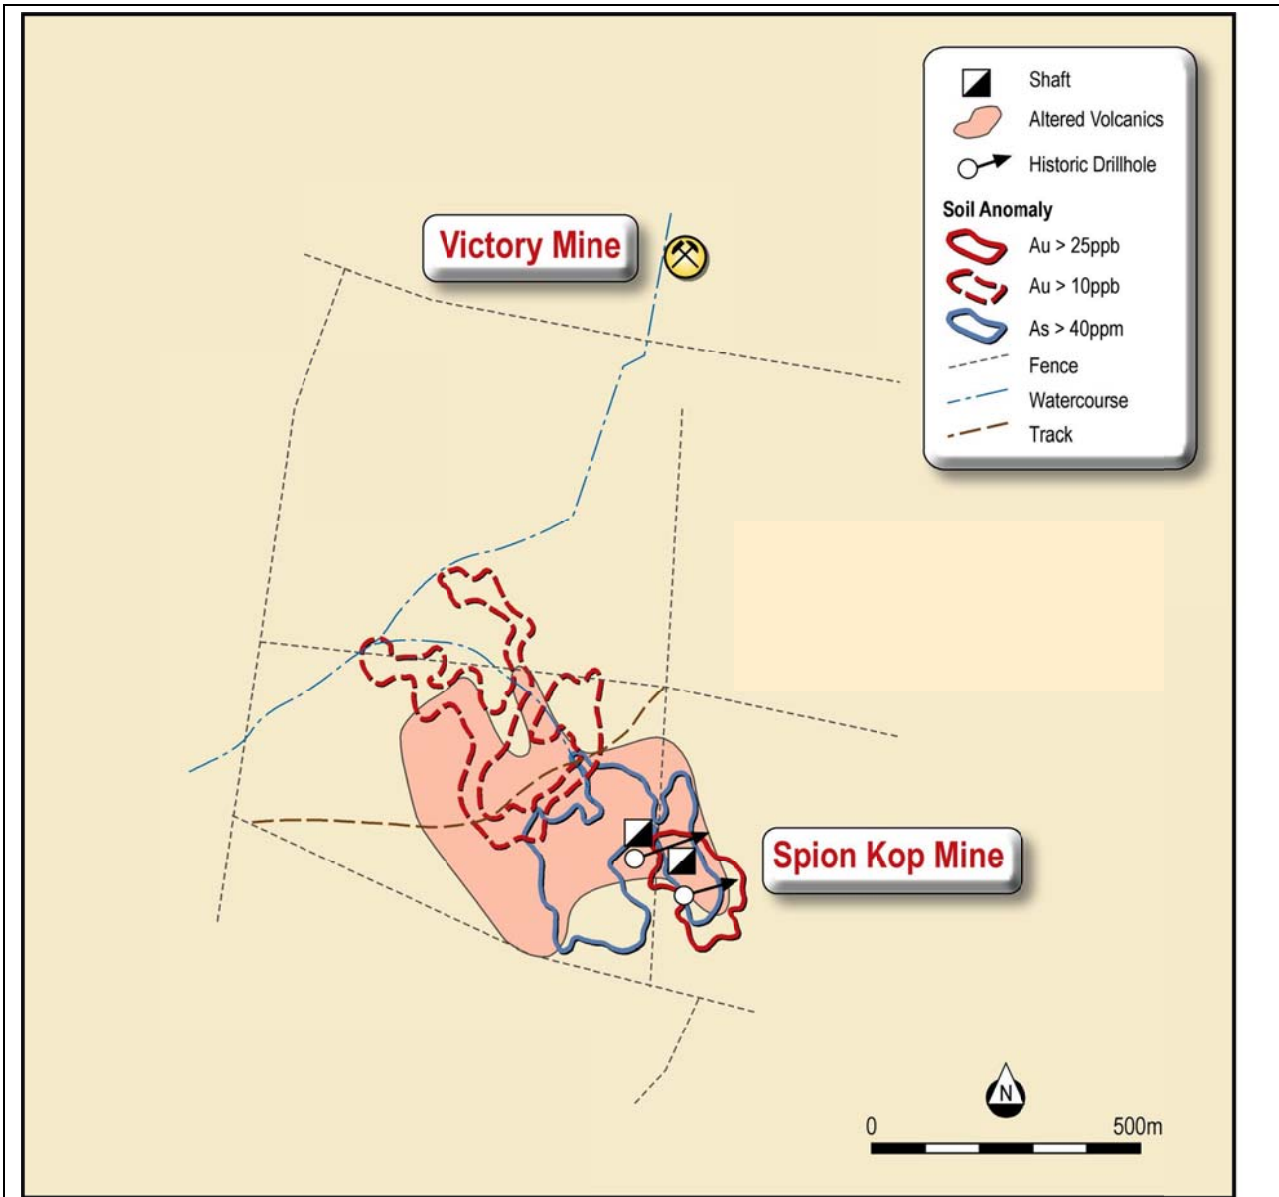 Shaft
Altered Volcanics
Historic Drillhole
Soil Anomaly
Au > 25ppb
Au > 10ppb
As > 40ppm
Fence
Watercourse
Track
Victory Mine
Spion Kop Mine
N
0 500m